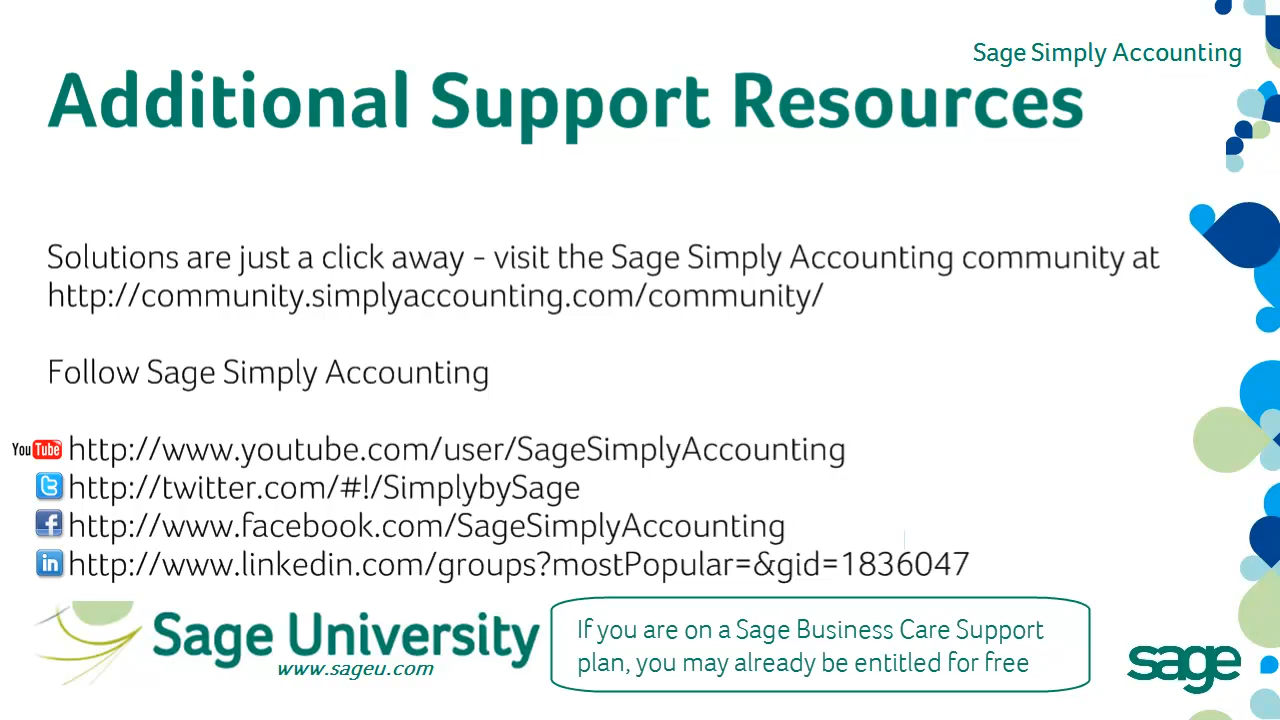 Sage Simply Accounting
Additional Support Resources
Solutions are just a click away - visit the Sage Simply Accounting community at
http://community.simplyaccounting.com/community/
Follow Sage Simply Accounting
You Tube http://www.youtube.com/user/SageSimplyAccounting
t http://twitter.com/#!/SimplybySage
f http://www.facebook.com/SageSimplyAccounting
in http://www.linkedin.com/groups?mostPopular=&gid=1836047
Sage University
www.sageu.com
If you are on a Sage Business Care Support
plan, you may already be entitled for free
sage